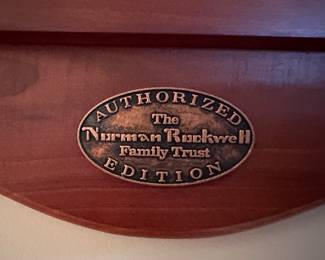 AUTHORIZED
The
Norman Rockwell
Family Trust
EDITION